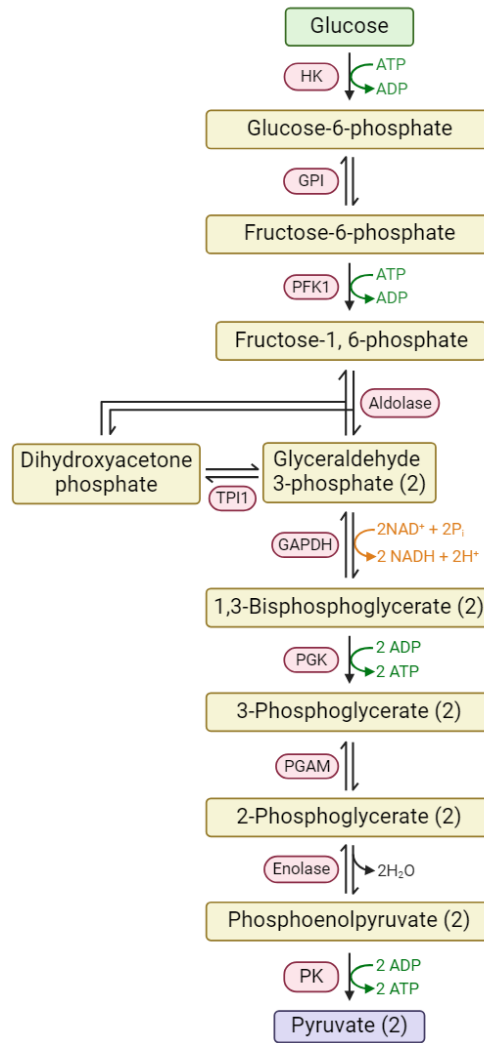 Glucose
HK
ATP
ADP
Glucose-6-phosphate
GPI
Fructose-6-phosphate
PFK1
ATP
ADP
Fructose-1, 6-phosphate
Aldolase
Dihydroxyacetone
phosphate
TPI1
Glyceraldehyde
3-phosphate (2)
GAPDH
2NAD⁺ + 2Pᵢ
2 NADH + 2H⁺
1,3-Bisphosphoglycerate (2)
PGK
2 ADP
2 ATP
3-Phosphoglycerate (2)
PGAM
2-Phosphoglycerate (2)
Enolase
2H₂O
Phosphoenolpyruvate (2)
PK
2 ADP
2 ATP
Pyruvate (2)